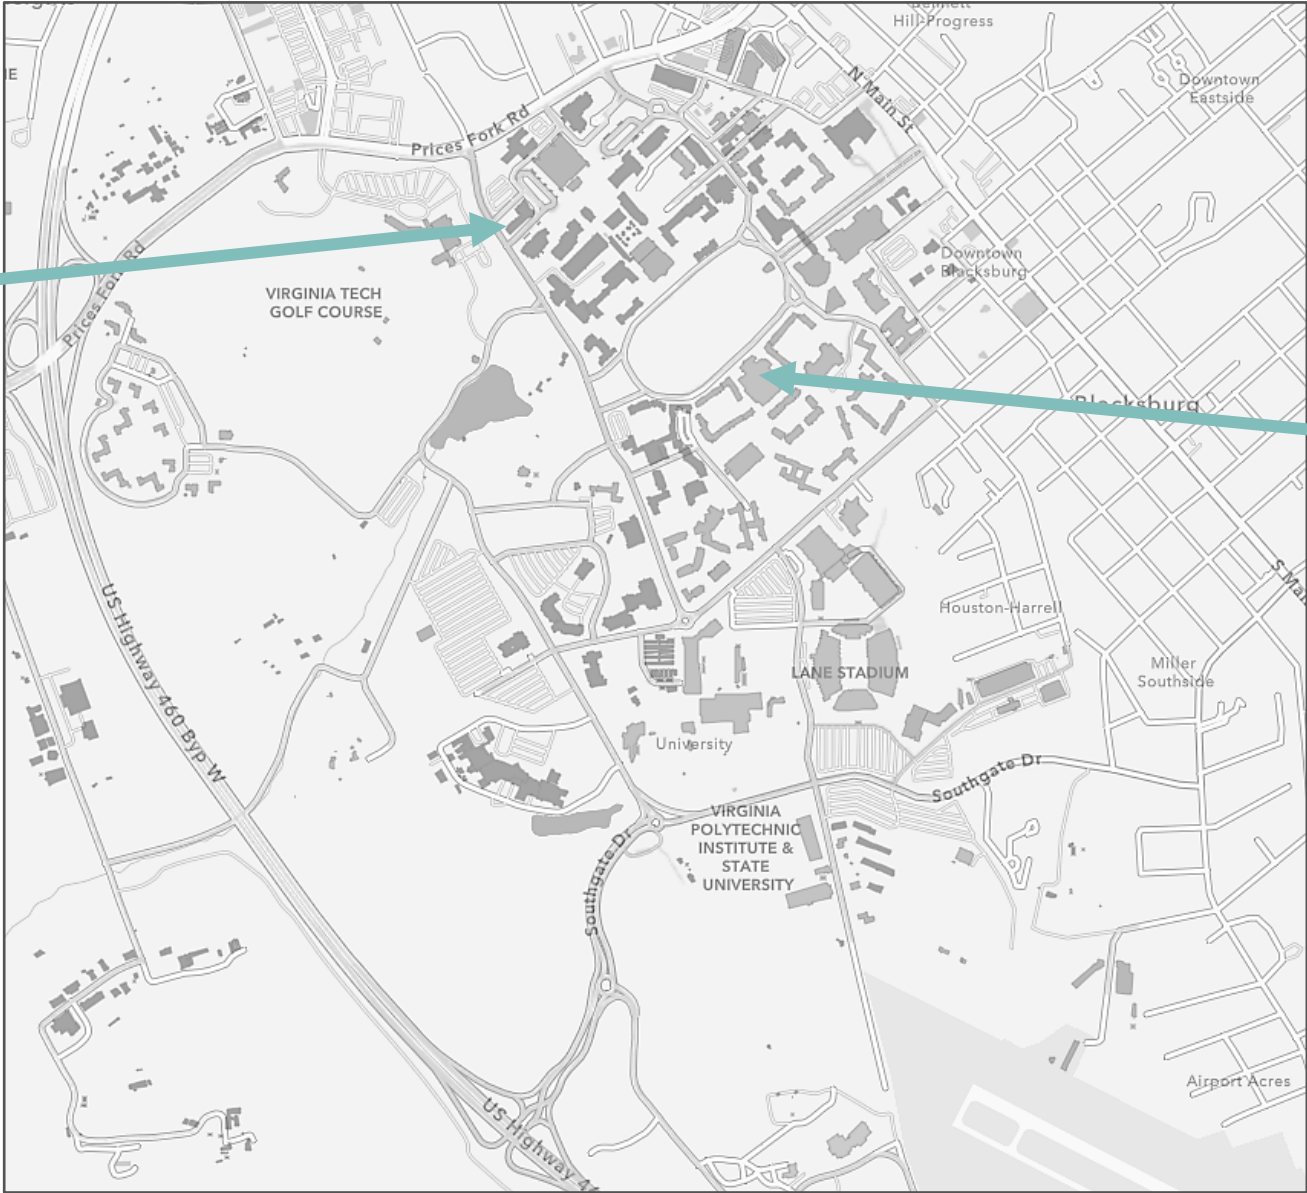 Bennett
Hill-Progress
Downtown
Eastside
N Main St
Prices Fork Rd
Downtown
Blacksburg
Prices Fork Rd
VIRGINIA TECH
GOLF COURSE
Blacksburg
US Highway 460 Byp W
Houston-Harrell
S Mai
Miller
Southside
LANE STADIUM
University
Southgate Dr
VIRGINIA
POLYTECHNIC
INSTITUTE &
STATE
UNIVERSITY
Southgate Dr
Airport Acres
US Highway